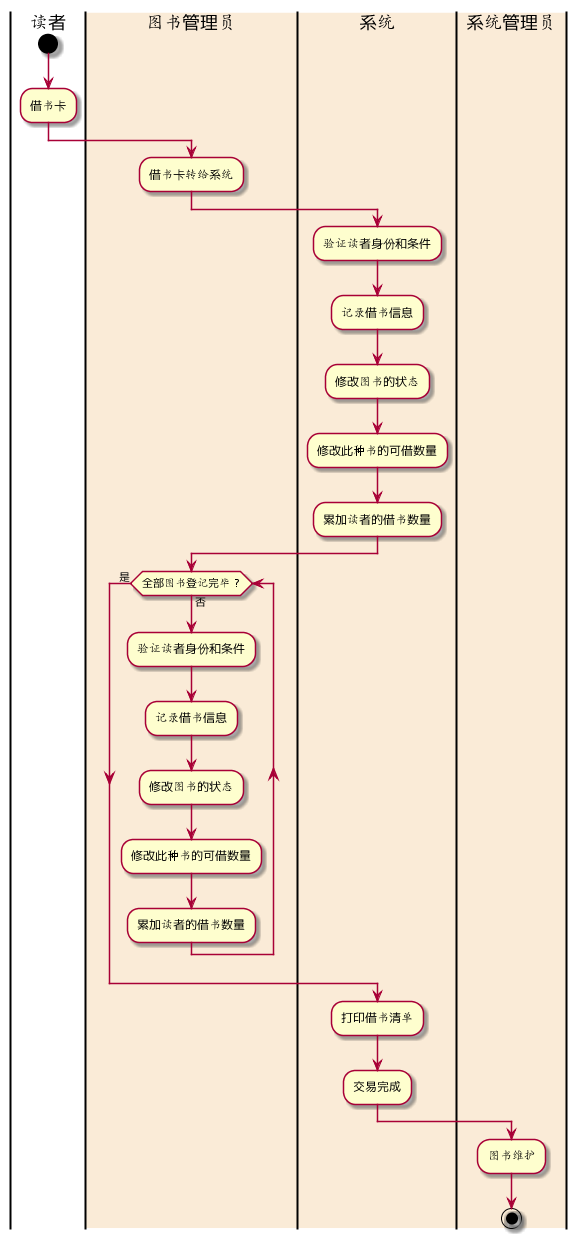 读者 图书管理员 系统 系统管理员
借书卡
借书卡转给系统
验证读者身份和条件
记录借书信息
修改图书的状态
修改此种书的可借数量
累加读者的借书数量
是 全部图书登记完毕？
否
验证读者身份和条件
记录借书信息
修改图书的状态
修改此种书的可借数量
累加读者的借书数量
打印借书清单
交易完成
图书维护